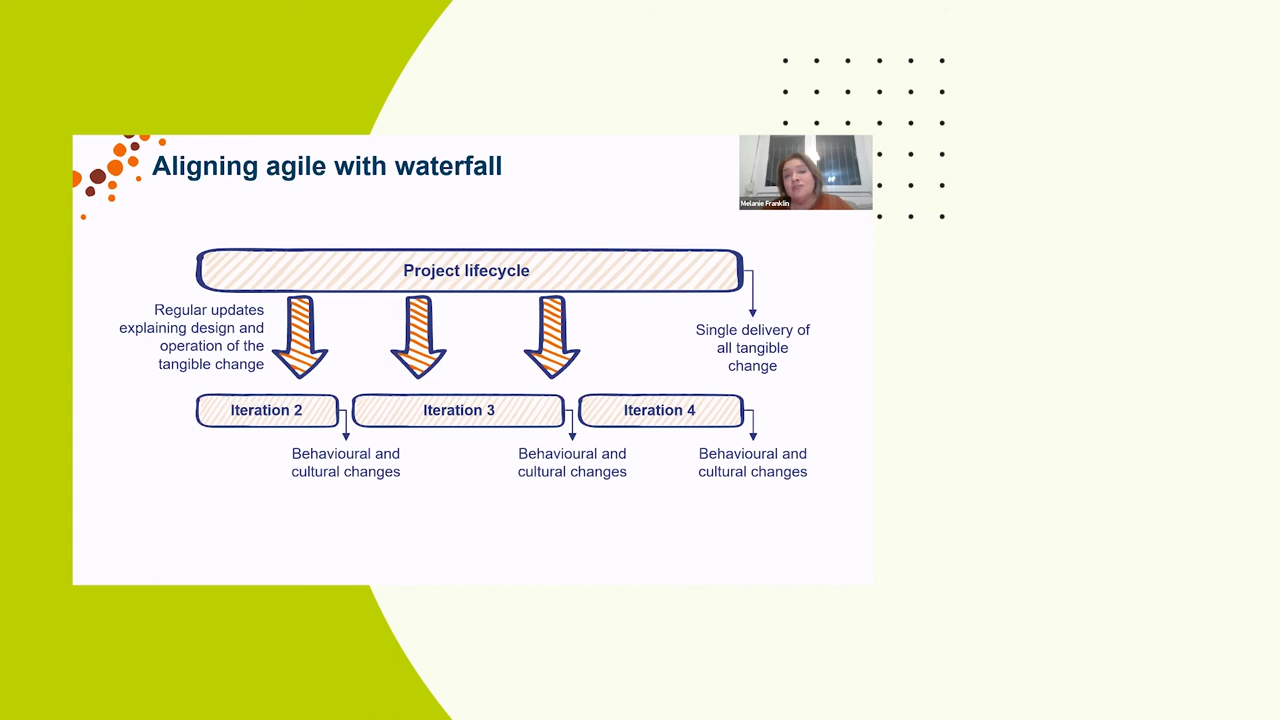 Aligning agile with waterfall
Melanie Franklin
Project lifecycle
Regular updates
explaining design and
operation of the
tangible change
Single delivery of
all tangible
change
Iteration 2
Iteration 3
Iteration 4
Behavioural and
cultural changes
Behavioural and
cultural changes
Behavioural and
cultural changes